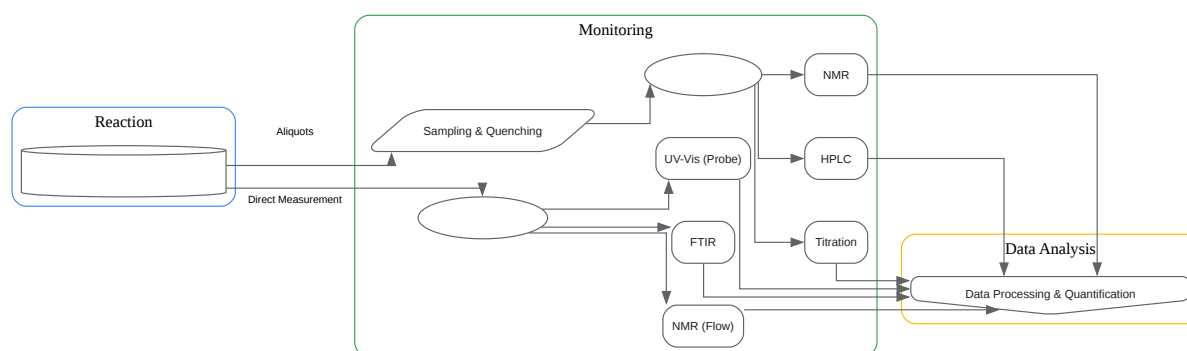 Monitoring
Reaction
Aliquots
Sampling & Quenching
NMR
UV-Vis (Probe)
HPLC
Direct Measurement
FTIR
Titration
Data Analysis
Data Processing & Quantification
NMR (Flow)